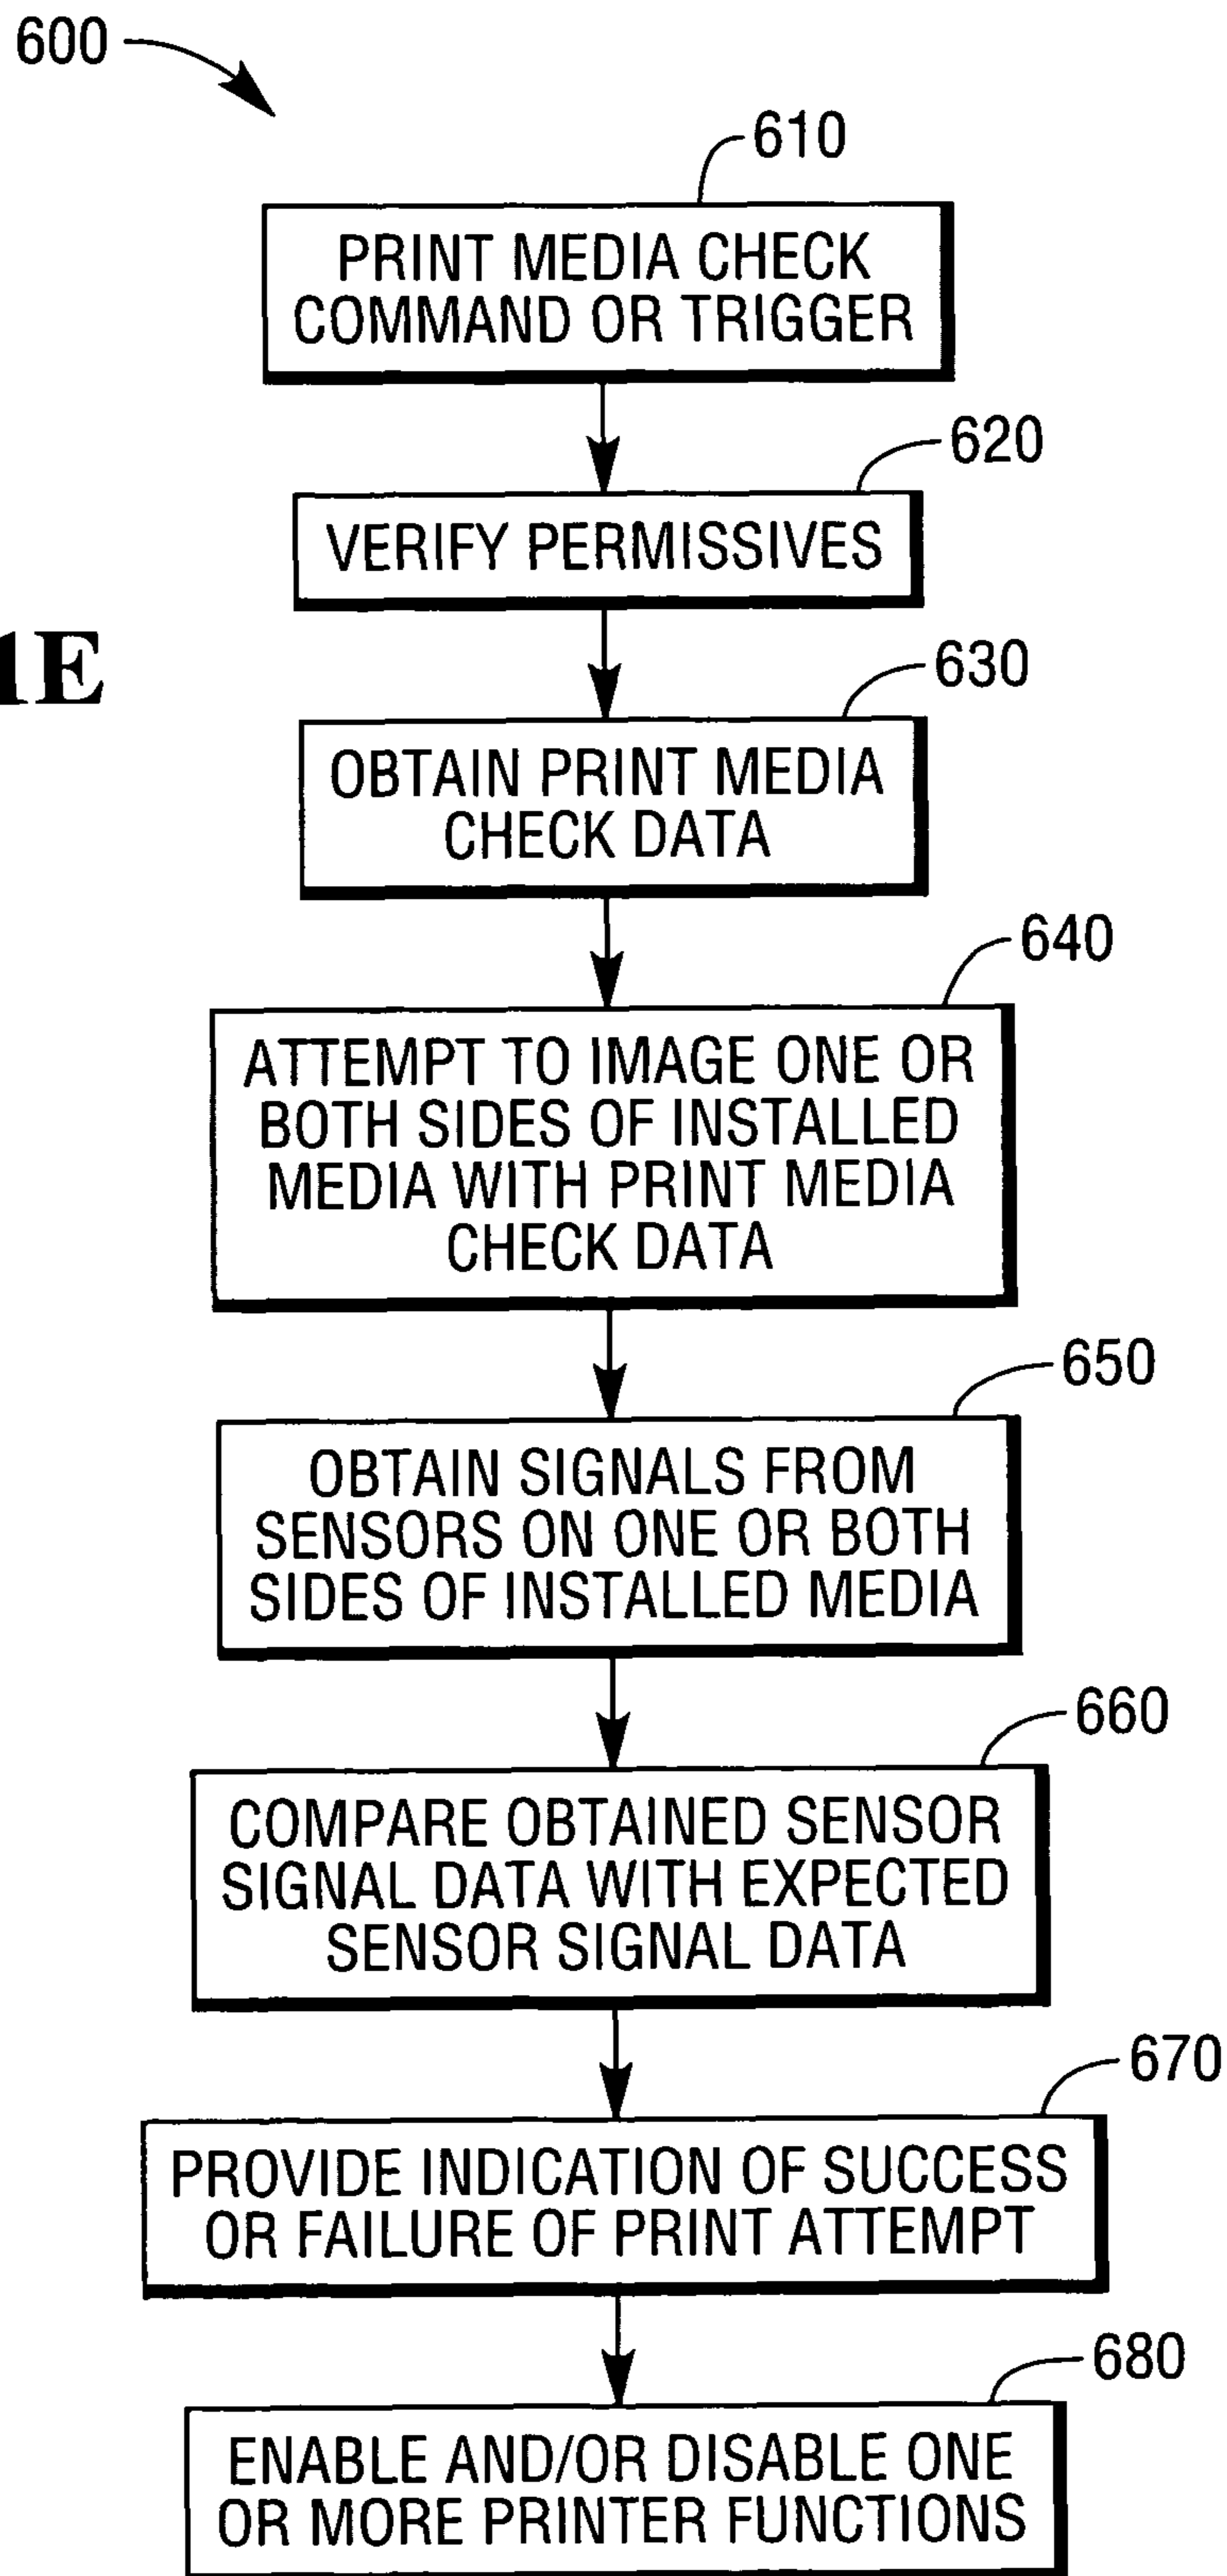 600
610
PRINT MEDIA CHECK
COMMAND OR TRIGGER
620
VERIFY PERMISSIVES
1E
630
OBTAIN PRINT MEDIA
CHECK DATA
640
ATTEMPT TO IMAGE ONE OR
BOTH SIDES OF INSTALLED
MEDIA WITH PRINT MEDIA
CHECK DATA
650
OBTAIN SIGNALS FROM
SENSORS ON ONE OR BOTH
SIDES OF INSTALLED MEDIA
660
COMPARE OBTAINED SENSOR
SIGNAL DATA WITH EXPECTED
SENSOR SIGNAL DATA
670
PROVIDE INDICATION OF SUCCESS
OR FAILURE OF PRINT ATTEMPT
680
ENABLE AND/OR DISABLE ONE
OR MORE PRINTER FUNCTIONS